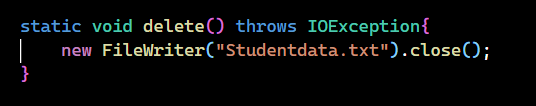 static void delete() throws IOException{
    new FileWriter("Studentdata.txt").close();
}